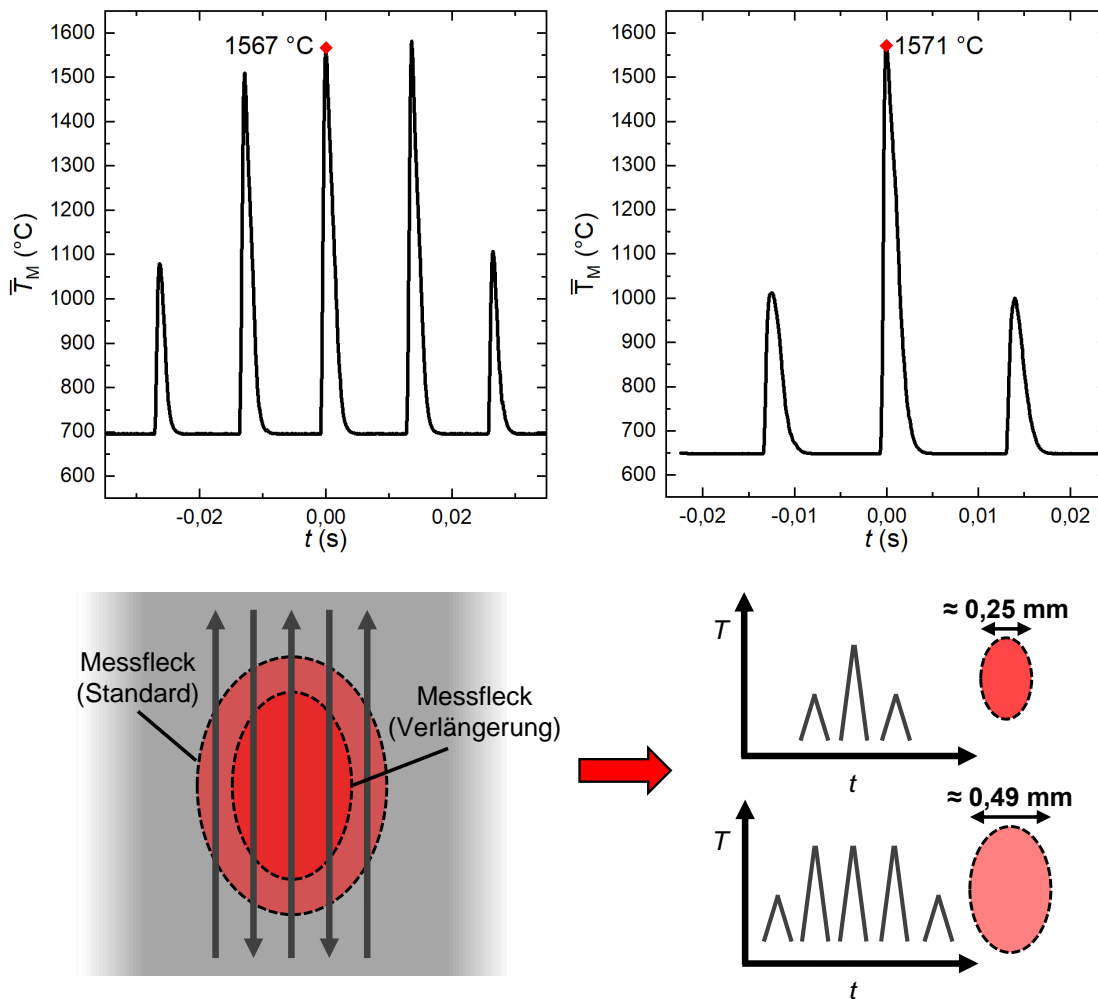 1600
1500
1400
1300
1200
1100
1000
900
800
700
600
1567 °C
T̿_M (°C)
-0,02
0,00
0,02
t (s)
1600
1500
1400
1300
1200
1100
1000
900
800
700
600
1571 °C
T̿_M (°C)
-0,02
-0,01
0,00
0,01
0,02
t (s)
Messfleck
(Standard)
Messfleck
(Verlängerung)
T
t
≈ 0,25 mm
T
t
≈ 0,49 mm